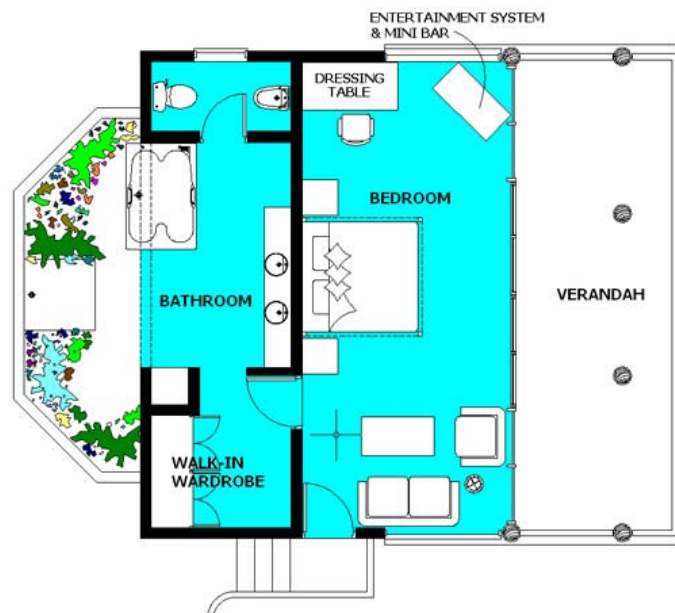 ENTERTAINMENT SYSTEM
& MINI BAR
DRESSING
TABLE
BEDROOM
VERANDAH
BATHROOM
WALK-IN
WARDROBE